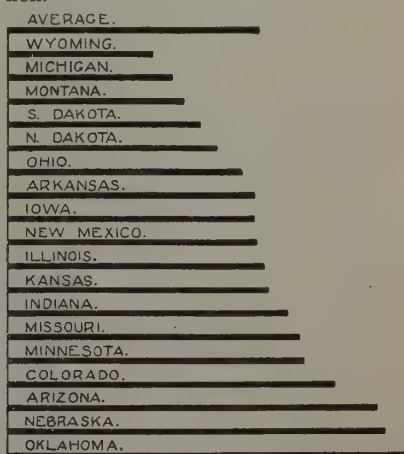 AVERAGE.
WYOMING.
MICHIGAN.
MONTANA.
S. DAKOTA.
N. DAKOTA.
OHIO.
ARKANSAS.
IOWA.
NEW MEXICO.
ILLINOIS.
KANSAS.
INDIANA.
MISSOURI.
MINNESOTA.
COLORADO.
ARIZONA.
NEBRASKA.
OKLAHOMA.